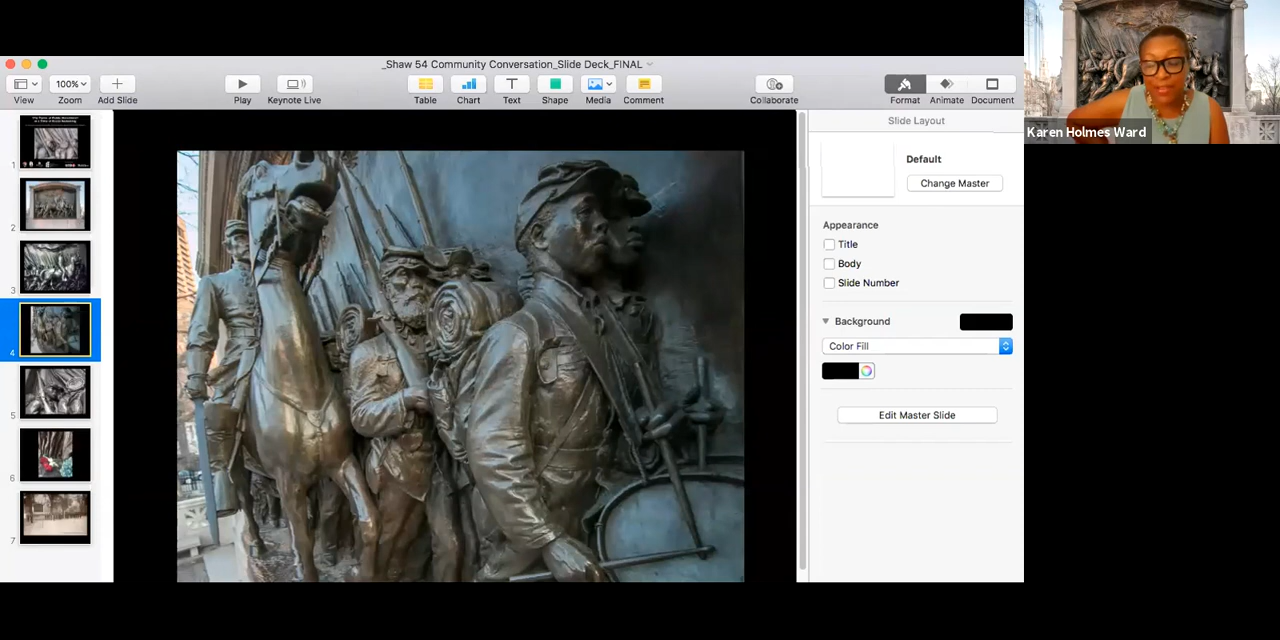 _Shaw 54 Community Conversation_Slide Deck_FINAL
100%
View
Zoom
Add Slide
Play
Keynote Live
Table
Chart
Text
Shape
Media
Comment
Collaborate
Format
Animate
Document
Karen Holmes Ward
Slide Layout
Default
Change Master
Appearance
Title
Body
Slide Number
Background
Color Fill
Edit Master Slide
1
2
3
4
5
6
7